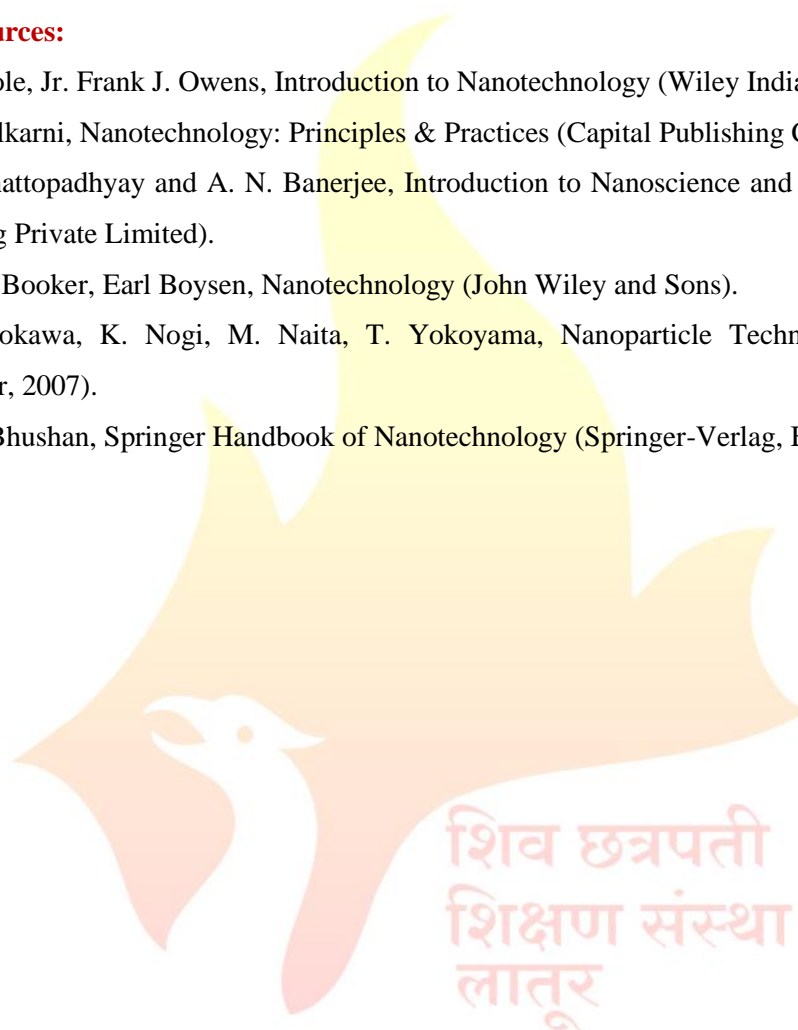 urces:
ole, Jr. Frank J. Owens, Introduction to Nanotechnology (Wiley India
lkarni, Nanotechnology: Principles & Practices (Capital Publishing
hattopadhyay and A. N. Banerjee, Introduction to Nanoscience and
g Private Limited).
Booker, Earl Boysen, Nanotechnology (John Wiley and Sons).
okawa, K. Nogi, M. Naita, T. Yokoyama, Nanoparticle Techn
r, 2007).
Bhushan, Springer Handbook of Nanotechnology (Springer-Verlag,
शिव छत्रपती
शिक्षण संस्था
लातूर